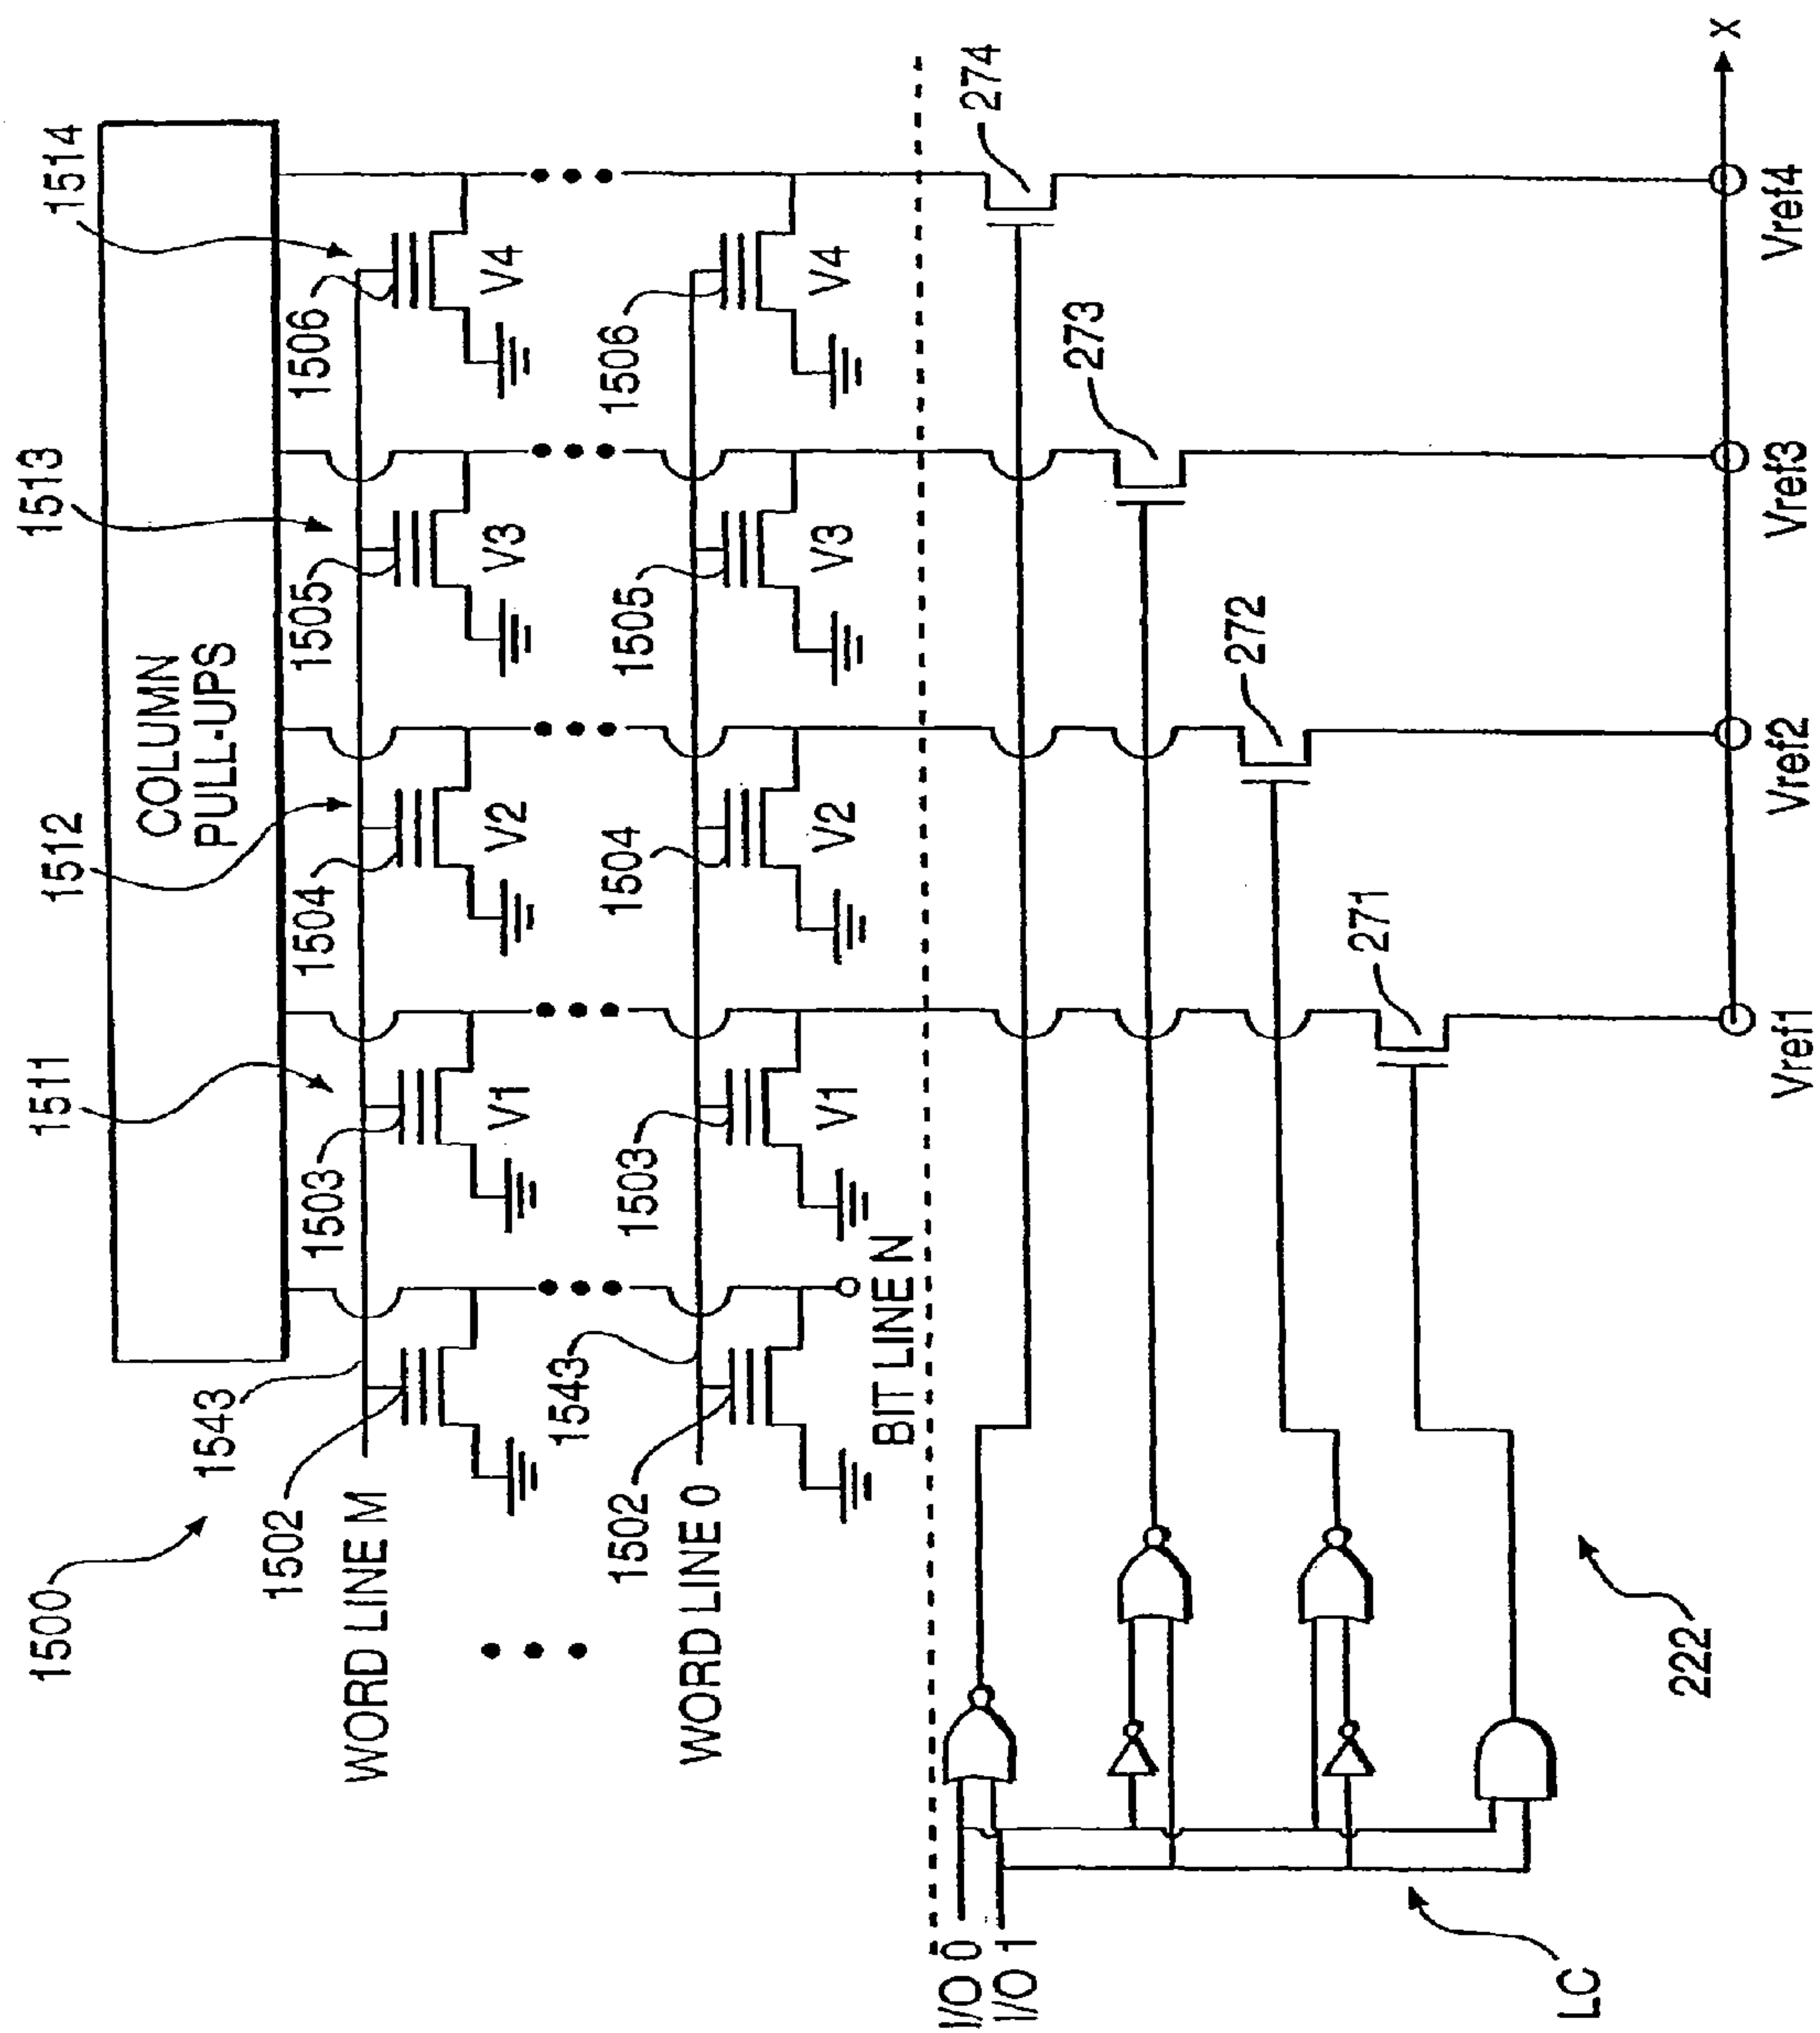 1500
1511
1512
1513
1514
COLUMN
PULL-UPS
1543
1502
1503
1504
1505
1506
WORD LINE M
V1
V2
V3
V4
1502
1543
1503
1504
1505
1506
WORD LINE 0
V1
V2
V3
V4
BIT LINE N
I/O 0
I/O 1
274
273
272
271
LC
222
Vref1
Vref2
Vref3
Vref4
X